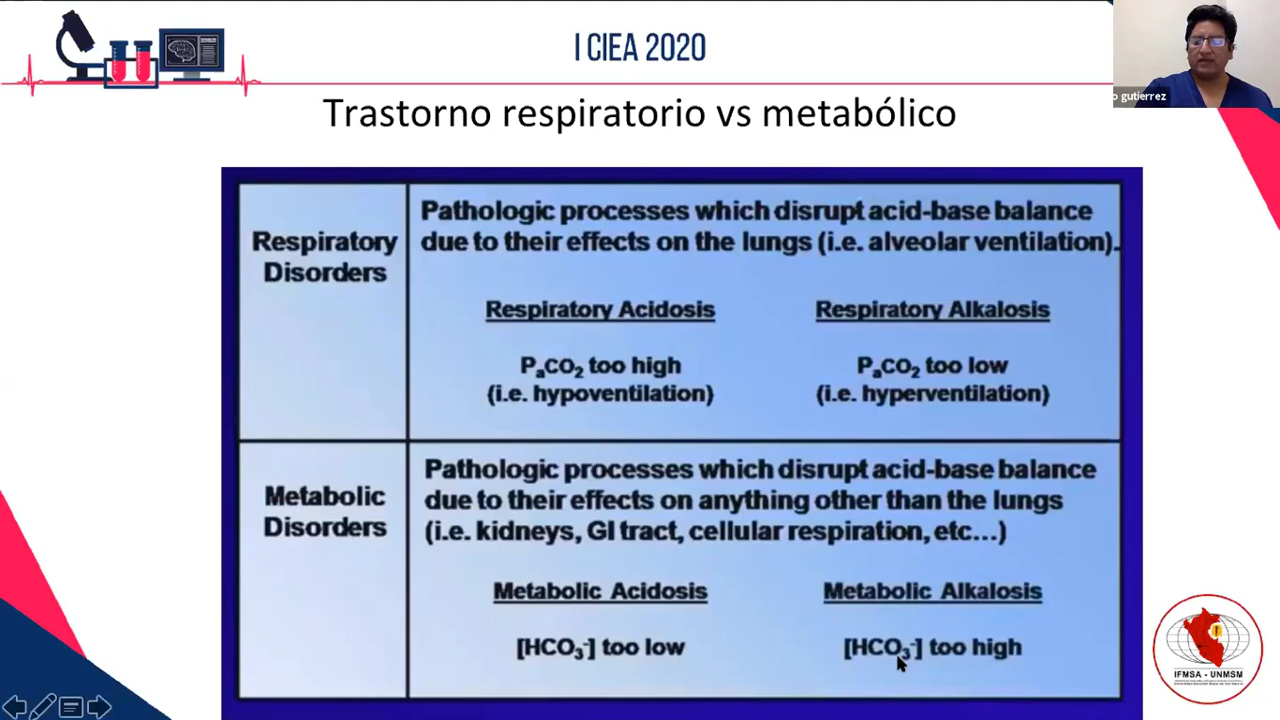 I CIEA 2020
o gutierrez
Trastorno respiratorio vs metabólico
Respiratory
Disorders
Pathologic processes which disrupt acid-base balance
due to their effects on the lungs (i.e. alveolar ventilation).
Respiratory Acidosis
PaCO2 too high
(i.e. hypoventilation)
Respiratory Alkalosis
PaCO2 too low
(i.e. hyperventilation)
Metabolic
Disorders
Pathologic processes which disrupt acid-base balance
due to their effects on anything other than the lungs
(i.e. kidneys, GI tract, cellular respiration, etc...)
Metabolic Acidosis
[HCO3-] too low
Metabolic Alkalosis
[HCO3-] too high
IFMSA - UNMSM